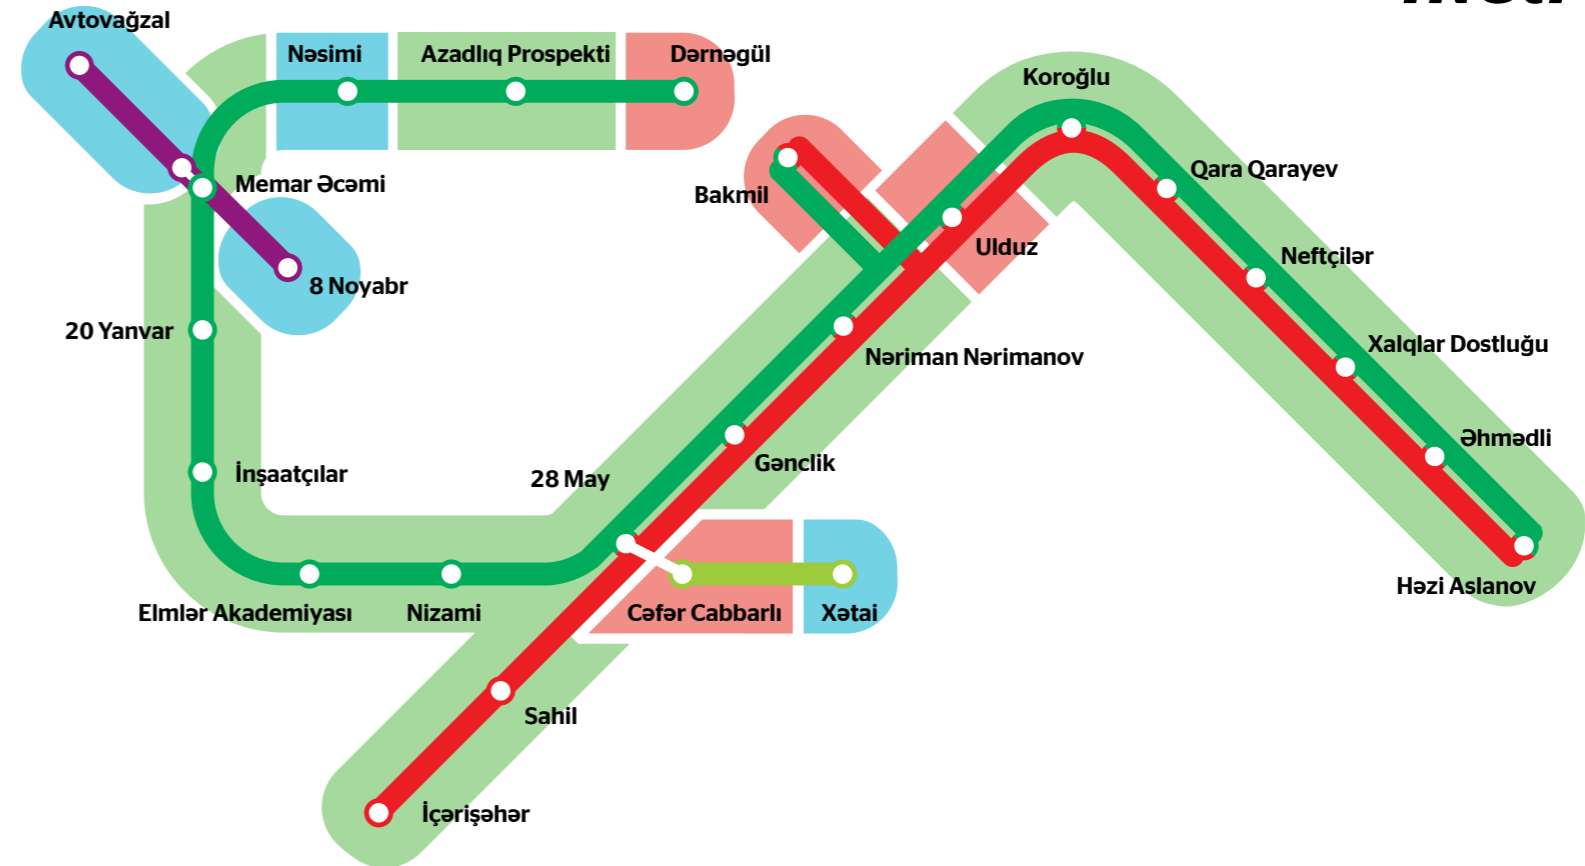 Avtovağzal
Nəsimi
Azadlıq Prospekti
Dərnəgül
Koroğlu
Memar Əcəmi
Bakmil
Qara Qarayev
Ulduz
Neftçilər
8 Noyabr
20 Yanvar
Nəriman Nərimanov
Xalqlar Dostluğu
Əhmədli
Gənclik
İnşaatçılar
28 May
Həzi Aslanov
Elmlər Akademiyası
Nizami
Cəfər Cabbarlı
Xətai
Sahil
İçərişəhər